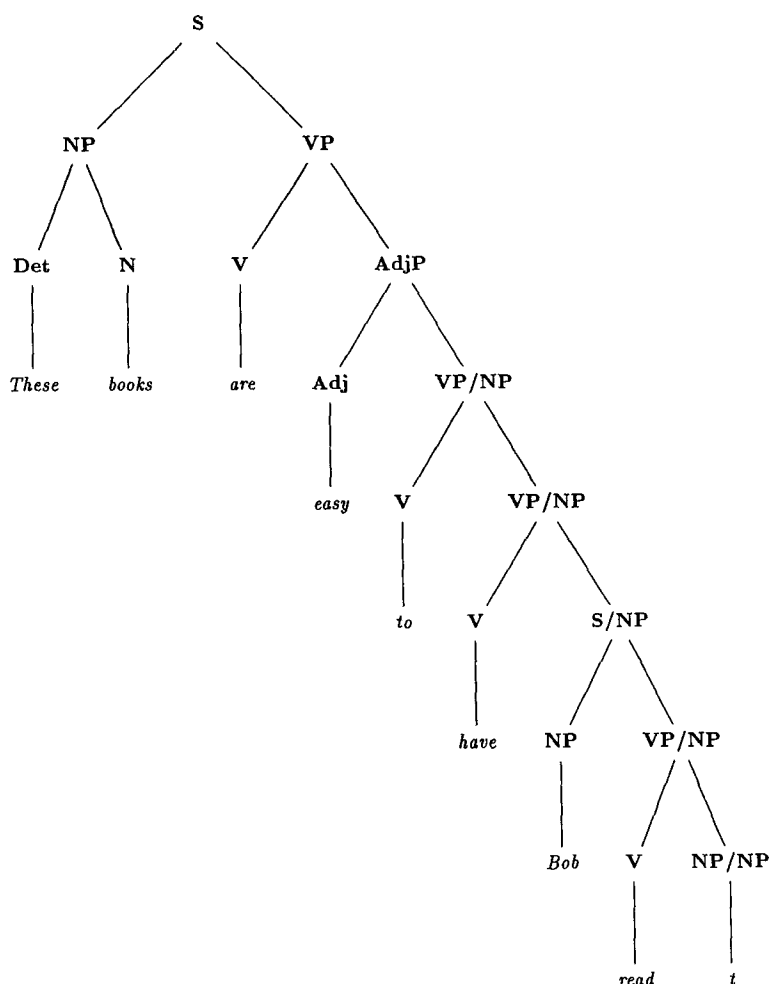 S
NP VP
Det N V AdjP
These books are Adj VP/NP
easy V VP/NP
to V S/NP
have NP VP/NP
Bob V NP/NP
read t